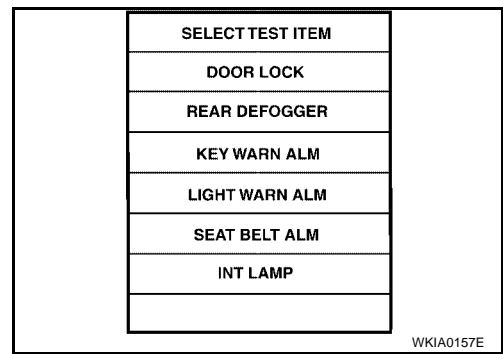 SELECT TEST ITEM
DOOR LOCK
REAR DEFOGGER
KEY WARN ALM
LIGHT WARN ALM
SEAT BELT ALM
INT LAMP
WKIA0157E